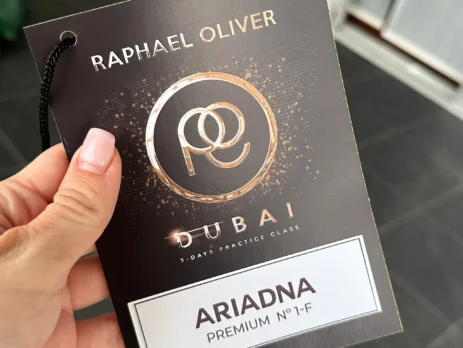 RAPHAEL OLIVER
DUBAI
3-DAYS PRACTICE CLASS
ARIADNA
PREMIUM Nº1-F